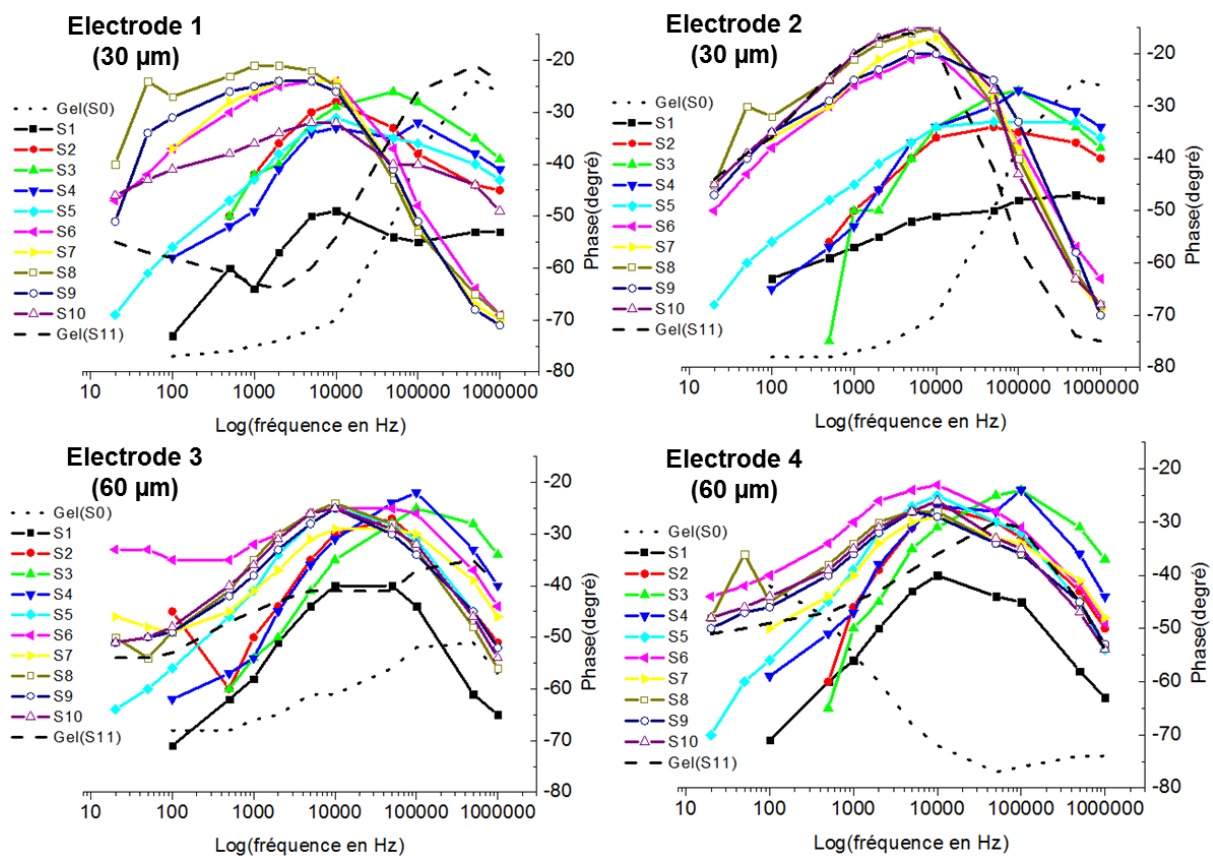 Electrode 1
(30 µm)
Gel(S0)
S1
S2
S3
S4
S5
S6
S7
S8
S9
S10
Gel(S11)
-20
-30
-40
-50
-60
-70
-80
Phase(degré)
10 100 1000 10000 100000 1000000
Log(fréquence en Hz)
Electrode 2
(30 µm)
Gel(S0)
S1
S2
S3
S4
S5
S6
S7
S8
S9
S10
Gel(S11)
-20
-30
-40
-50
-60
-70
-80
Phase(degré)
10 100 1000 10000 100000 1000000
Log(fréquence en Hz)
Electrode 3
(60 µm)
Gel(S0)
S1
S2
S3
S4
S5
S6
S7
S8
S9
S10
Gel(S11)
-20
-30
-40
-50
-60
-70
-80
Phase(degré)
10 100 1000 10000 100000 1000000
Log(fréquence en Hz)
Electrode 4
(60 µm)
Gel(S0)
S1
S2
S3
S4
S5
S6
S7
S8
S9
S10
Gel(S11)
-20
-30
-40
-50
-60
-70
-80
Phase(degré)
10 100 1000 10000 100000 1000000
Log(fréquence en Hz)